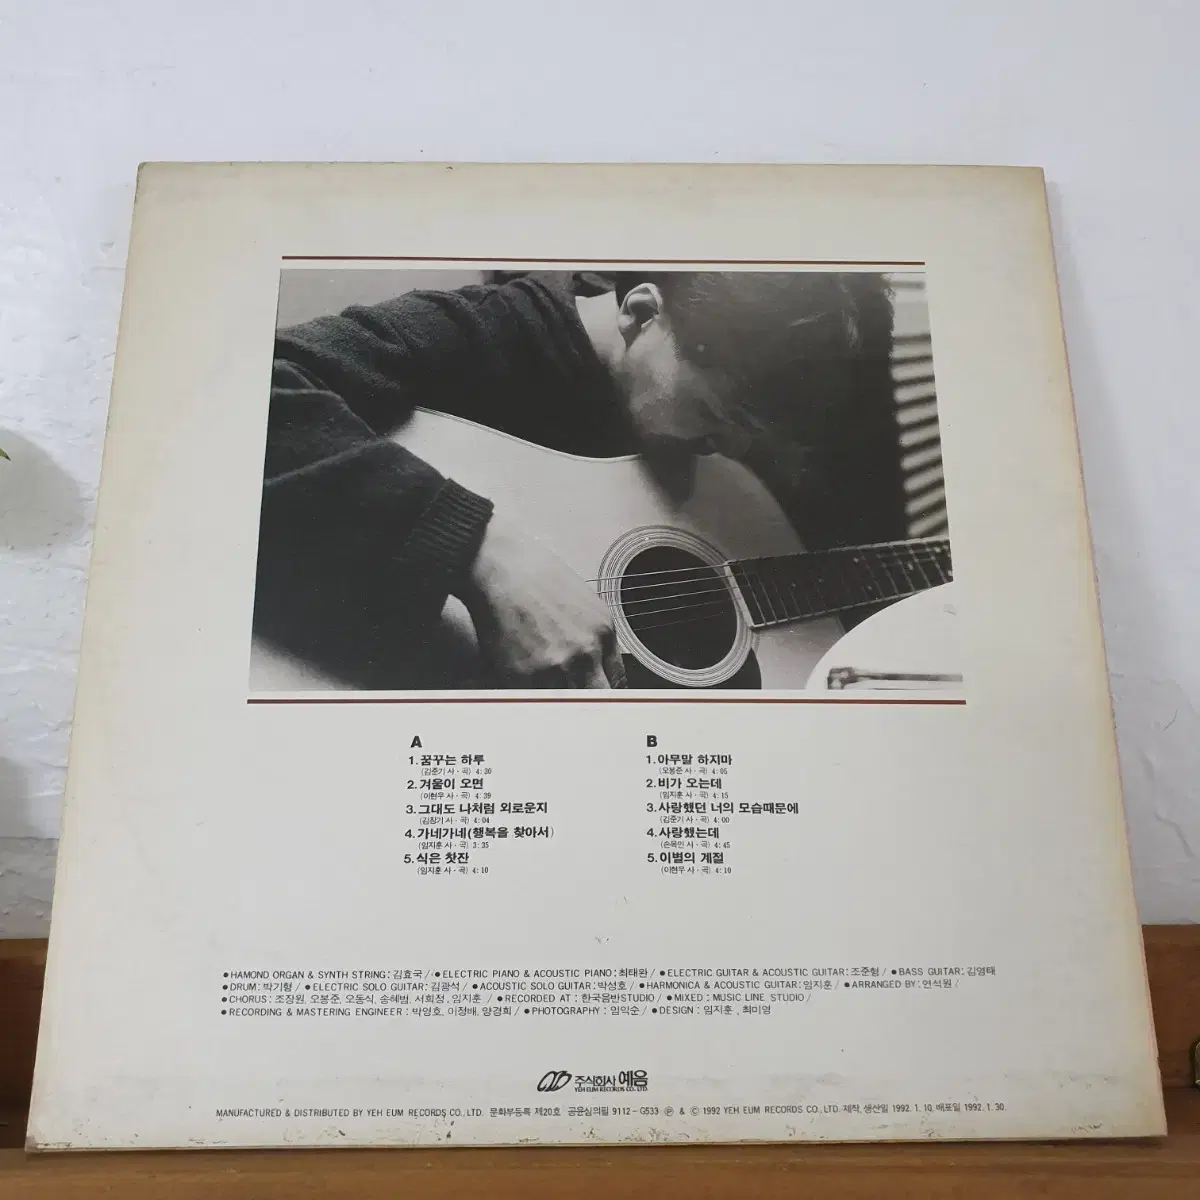 A
1. 꿈꾸는 하루
(김준기 사·곡) 4:30
2. 겨울이 오면
(이현우 사·곡) 4:39
3. 그대도 나처럼 외로운지
(김장기 사·곡) 4:04
4. 가네가네(행복을 찾아서)
(임지훈 사·곡) 3:35
5. 식은 찻잔
(임지훈 사·곡) 4:10
B
1. 아무말 하지마
(오봉준 사·곡) 4:05
2. 비가 오는데
(임지훈 사·곡) 4:15
3. 사랑했던 너의 모습때문에
(김준기 사·곡) 4:00
4. 사랑했는데
(손목인 사·곡) 4:45
5. 이별의 계절
(이현우 사·곡) 4:10
●HAMOND ORGAN & SYNTH STRING : 김효국 / ●ELECTRIC PIANO & ACOUSTIC PIANO : 최태완 / ●ELECTRIC GUITAR & ACOUSTIC GUITAR : 조준형 / ●BASS GUITAR : 김영태
●DRUM : 박기형 / ●ELECTRIC SOLO GUITAR : 김광석 / ●ACOUSTIC SOLO GUITAR : 박성호 / ●HARMONICA & ACOUSTIC GUITAR : 임지훈 / ●ARRANGED BY : 연석원 /
●CHORUS : 조장원, 오봉준, 오동식, 송혜범, 서희정, 임지훈 / ●RECORDED AT : 한국음반STUDIO / ●MIXED : MUSIC LINE STUDIO /
●RECORDING & MASTERING ENGINEER : 박영호, 이정배, 양경희 / ●PHOTOGRAPHY : 임익순 / ●DESIGN : 임지훈, 최미영
주식회사 예음
YEH EUM RECORDS CO., LTD.
MANUFACTURED & DISTRIBUTED BY YEH EUM RECORDS CO., LTD. 문화부등록 제20호 공윤심의필 9112-G533 Ⓟ & © 1992 YEH EUM RECORDS CO., LTD. 제작, 생산일 1992. 1. 10. 배포일 1992. 1. 30.